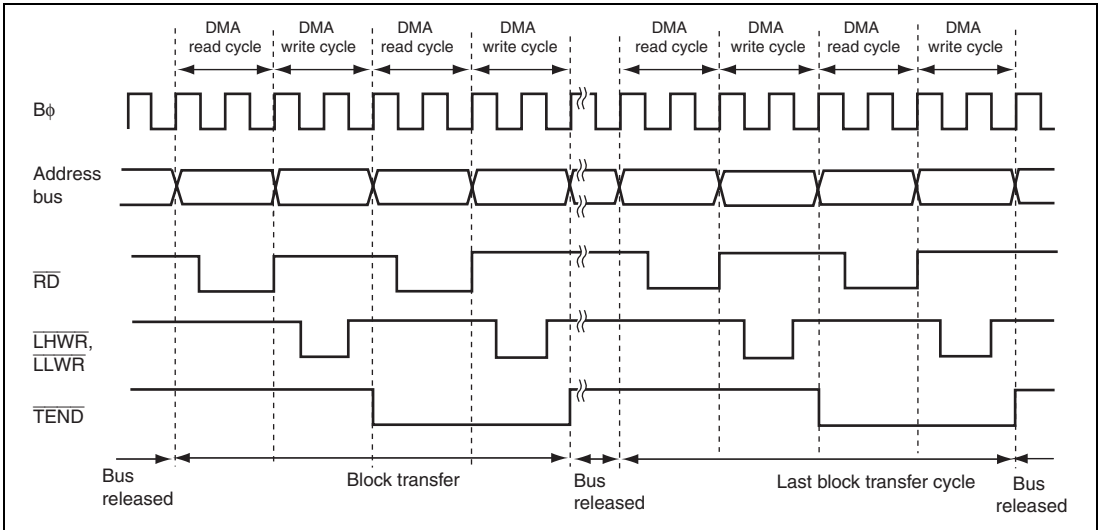 DMA
read cycle
DMA
write cycle
DMA
read cycle
DMA
write cycle
DMA
read cycle
DMA
write cycle
DMA
read cycle
DMA
write cycle
Bφ
Address
bus
RD
LHWR,
LLWR
TEND
Bus
released
Block transfer
Bus
released
Last block transfer cycle
Bus
released